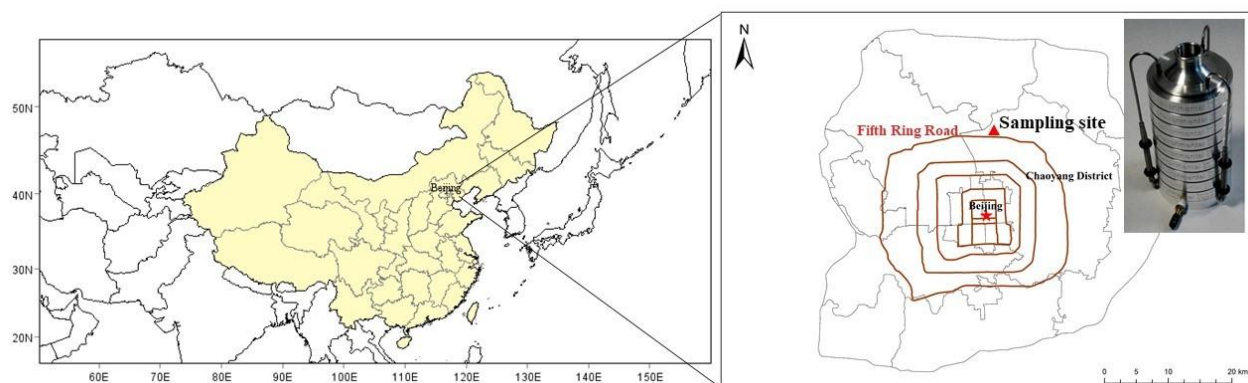 50N
40N
30N
20N
60E
70E
80E
90E
100E
110E
120E
130E
140E
150E
Beijing
N
Sampling site
Fifth Ring Road
Chaoyang District
Beijing
0
5
10
20 km